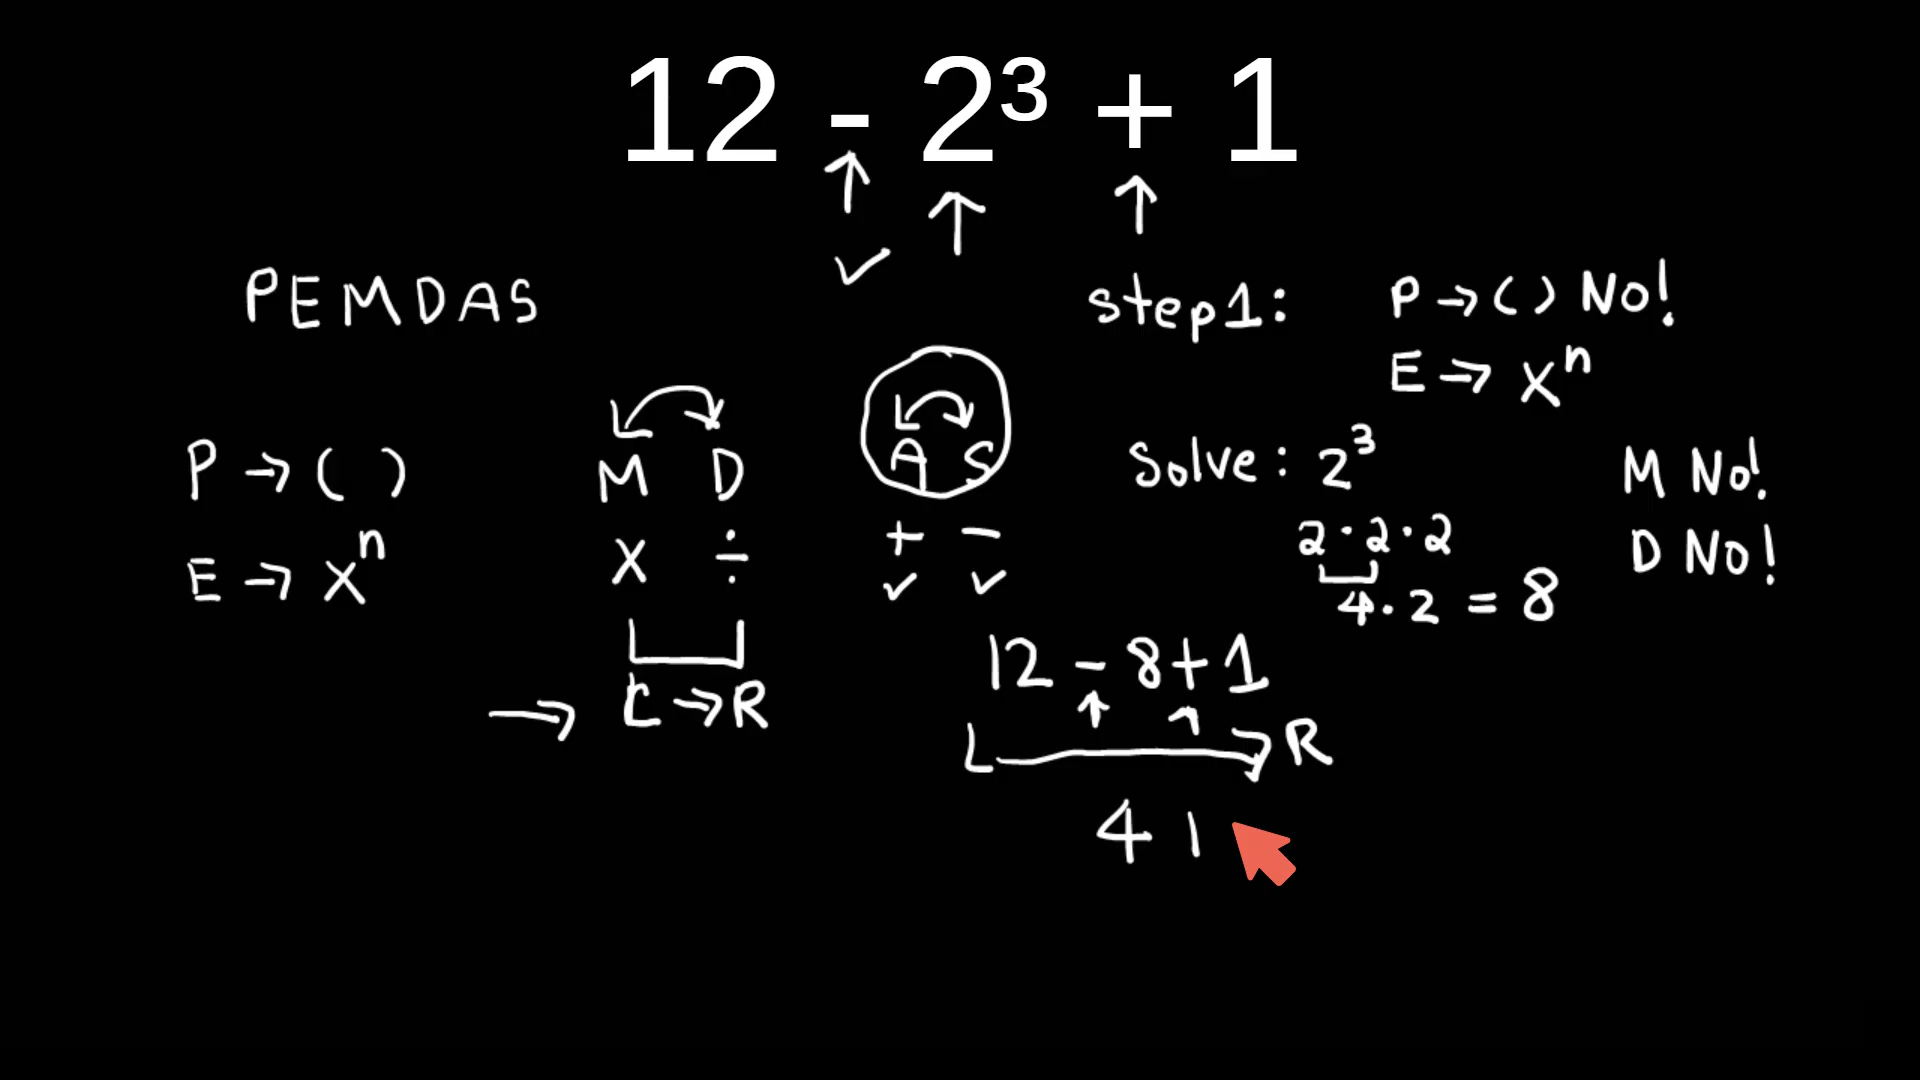 12 - 2³ + 1
PEMDAS
step1:
P → ( ) No!
E → xⁿ
P → ( )
E → xⁿ
M D
x ÷
L → R
A S
+ -
Solve: 2³
2 · 2 · 2
4 · 2 = 8
M No!
D No!
12 - 8 + 1
L R
4 1